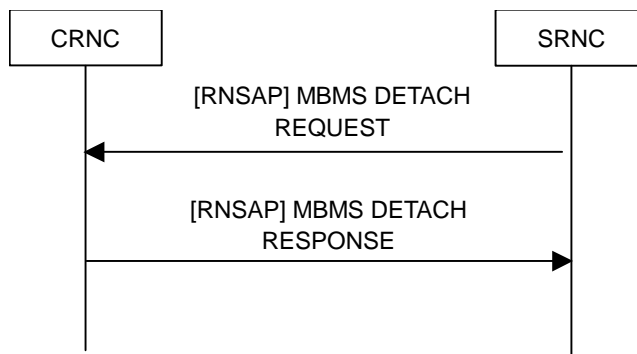 CRNC
SRNC
[RNSAP] MBMS DETACH
REQUEST
[RNSAP] MBMS DETACH
RESPONSE